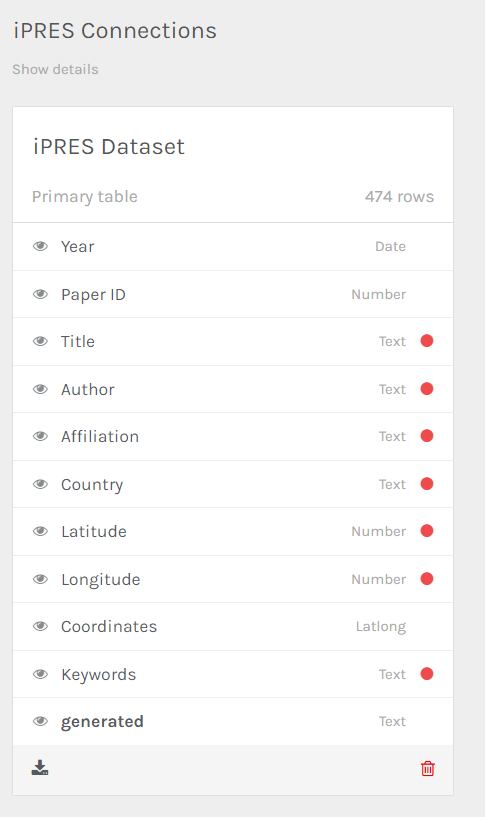 iPRES Connections
Show details
iPRES Dataset
Primary table 474 rows
Year Date
Paper ID Number
Title Text
Author Text
Affiliation Text
Country Text
Latitude Number
Longitude Number
Coordinates Latlong
Keywords Text
generated Text